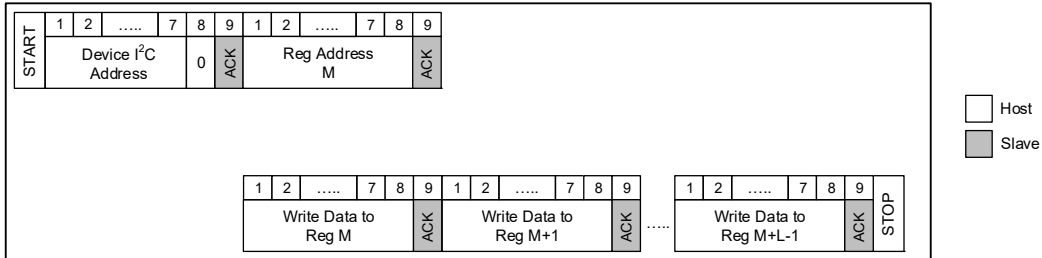 START 1 2 ..... 7 8 9 1 2 ..... 7 8 9
Device I²C Address 0 ACK Reg Address M ACK
Host
Slave
1 2 ..... 7 8 9 1 2 ..... 7 8 9 1 2 ..... 7 8 9 STOP
Write Data to Reg M ACK Write Data to Reg M+1 ACK ..... Write Data to Reg M+L-1 ACK